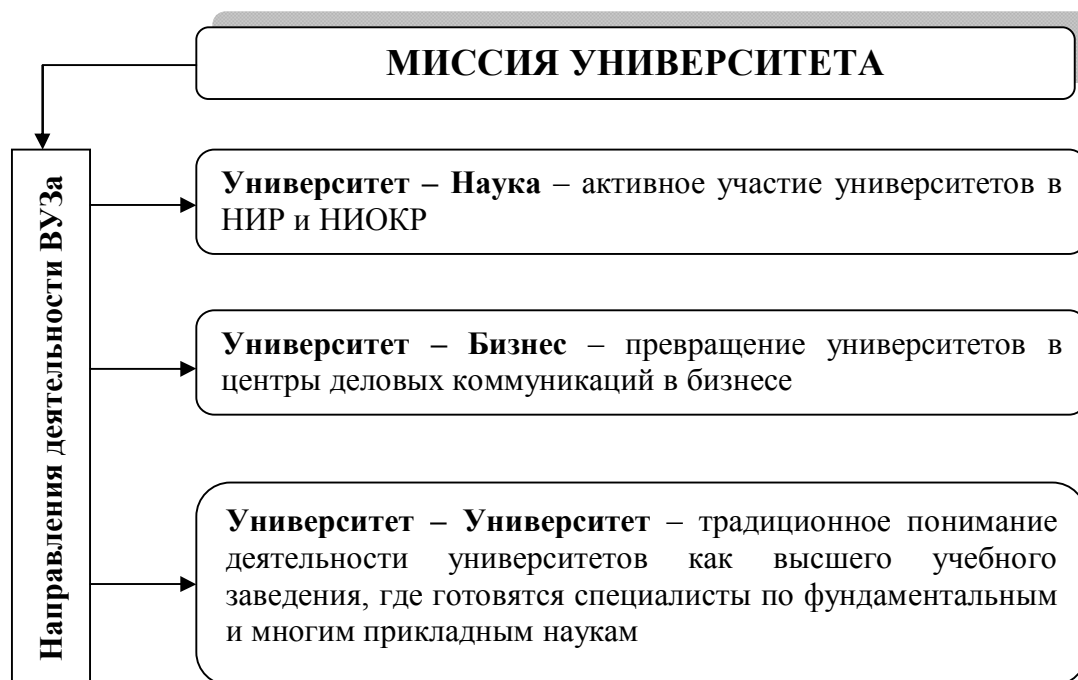 МИССИЯ УНИВЕРСИТЕТА
Направления деятельности ВУЗа
Университет – Наука – активное участие университетов в
НИР и НИОКР
Университет – Бизнес – превращение университетов в
центры деловых коммуникаций в бизнесе
Университет – Университет – традиционное понимание
деятельности университетов как высшего учебного
заведения, где готовятся специалисты по фундаментальным
и многим прикладным наукам